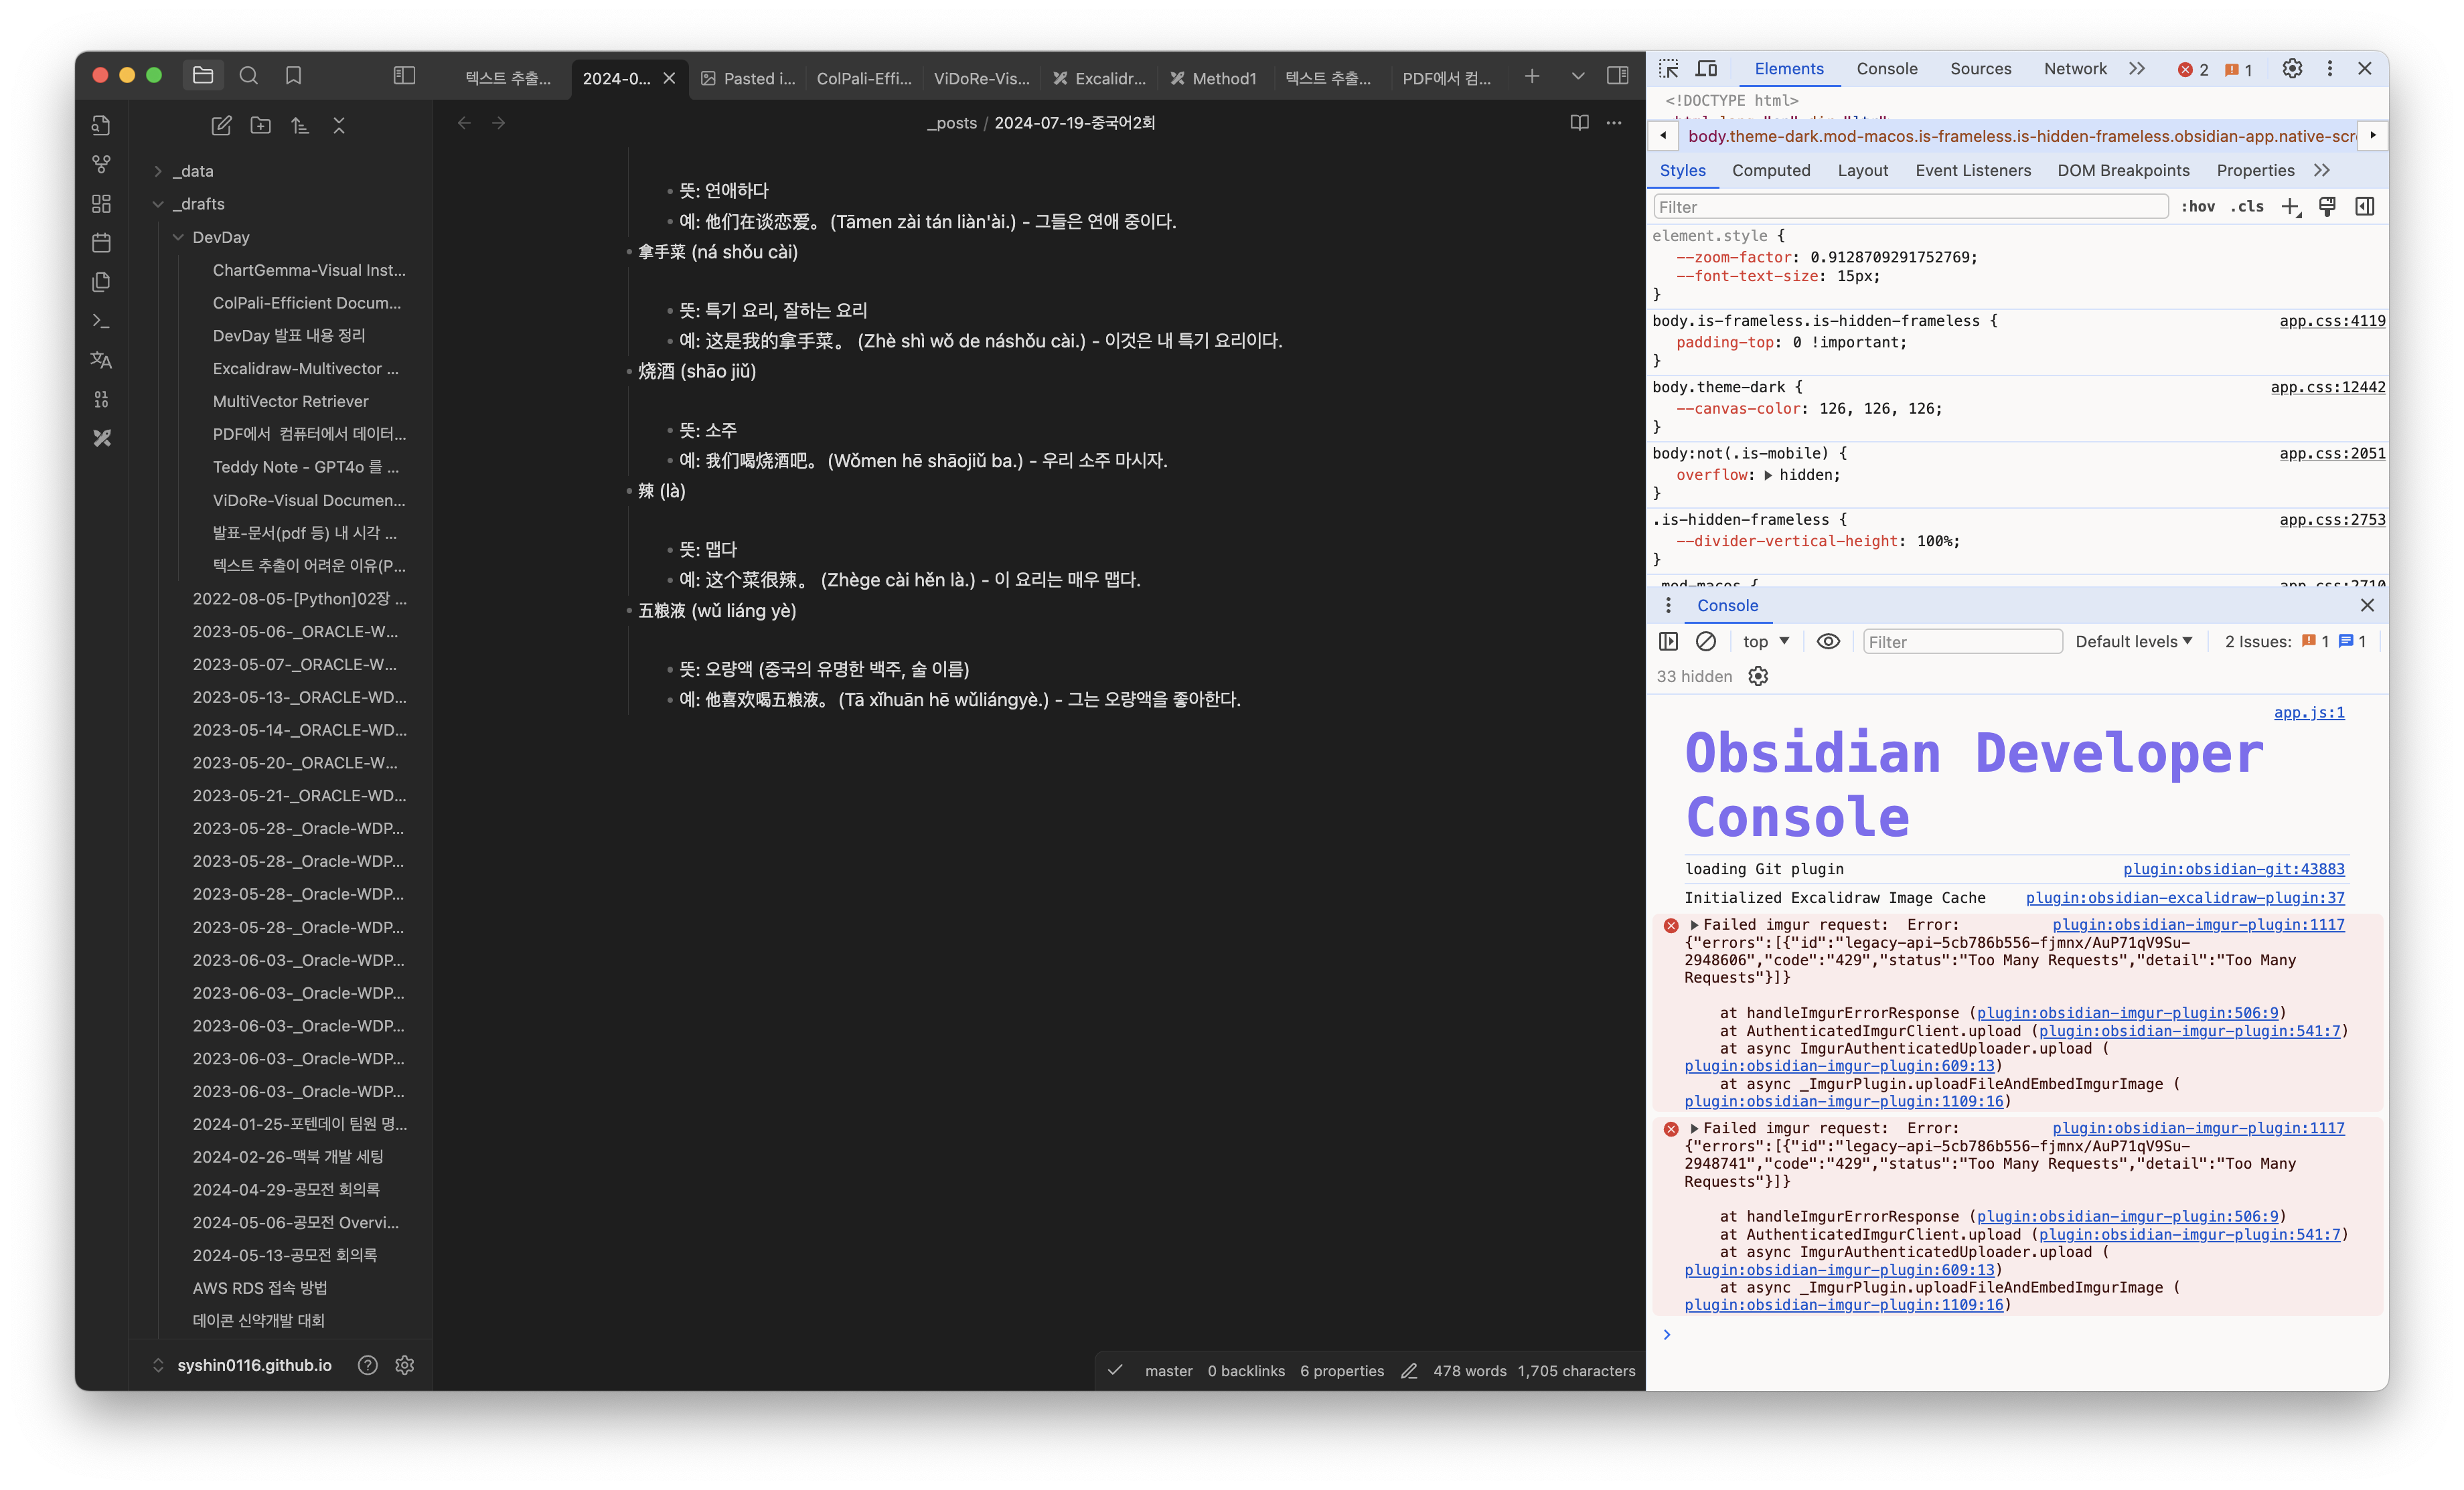 텍스트 추출...
2024-0...
Pasted i...
ColPali-Effi...
ViDoRe-Vis...
Excalidr...
Method1
텍스트 추출...
PDF에서 컴...
_posts / 2024-07-19-중국어2회
_data
_drafts
DevDay
ChartGemma-Visual Inst...
ColPali-Efficient Docum...
DevDay 발표 내용 정리
Excalidraw-Multivector ...
MultiVector Retriever
PDF에서  컴퓨터에서 데이터...
Teddy Note - GPT4o 를 ...
ViDoRe-Visual Documen...
발표-문서(pdf 등) 내 시각 ...
텍스트 추출이 어려운 이유(P...
2022-08-05-[Python]02장 ...
2023-05-06-_ORACLE-W...
2023-05-07-_ORACLE-W...
2023-05-13-_ORACLE-WD...
2023-05-14-_ORACLE-WD...
2023-05-20-_ORACLE-W...
2023-05-21-_ORACLE-WD...
2023-05-28-_Oracle-WDP...
2023-05-28-_Oracle-WDP...
2023-05-28-_Oracle-WDP...
2023-05-28-_Oracle-WDP...
2023-06-03-_Oracle-WDP...
2023-06-03-_Oracle-WDP...
2023-06-03-_Oracle-WDP...
2023-06-03-_Oracle-WDP...
2023-06-03-_Oracle-WDP...
2024-01-25-포텐데이 팀원 명...
2024-02-26-맥북 개발 세팅
2024-04-29-공모전 회의록
2024-05-06-공모전 Overvi...
2024-05-13-공모전 회의록
AWS RDS 접속 방법
데이콘 신약개발 대회
syshin0116.github.io
뜻: 연애하다
예: 他们在谈恋爱。 (Tāmen zài tán liàn'ài.) - 그들은 연애 중이다.
拿手菜 (ná shǒu cài)
뜻: 특기 요리, 잘하는 요리
예: 这是我的拿手菜。 (Zhè shì wǒ de náshǒu cài.) - 이것은 내 특기 요리이다.
烧酒 (shāo jiǔ)
뜻: 소주
예: 我们喝烧酒吧。 (Wǒmen hē shāojiǔ ba.) - 우리 소주 마시자.
辣 (là)
뜻: 맵다
예: 这个菜很辣。 (Zhège cài hěn là.) - 이 요리는 매우 맵다.
五粮液 (wǔ liáng yè)
뜻: 오량액 (중국의 유명한 백주, 술 이름)
예: 他喜欢喝五粮液。 (Tā xǐhuān hē wǔliángyè.) - 그는 오량액을 좋아한다.
master 0 backlinks 6 properties 478 words 1,705 characters
Elements Console Sources Network 2 1
<!DOCTYPE html>
body.theme-dark.mod-macos.is-frameless.is-hidden-frameless.obsidian-app.native-scr
Styles Computed Layout Event Listeners DOM Breakpoints Properties
Filter :hov .cls
element.style {
--zoom-factor: 0.9128709291752769;
--font-text-size: 15px;
}
body.is-frameless.is-hidden-frameless { app.css:4119
padding-top: 0 !important;
}
body.theme-dark { app.css:12442
--canvas-color: 126, 126, 126;
}
body:not(.is-mobile) { app.css:2051
overflow: hidden;
}
.is-hidden-frameless { app.css:2753
--divider-vertical-height: 100%;
}
.mod-macos { app.css:2710
Console
top Filter Default levels 2 Issues: 1 1
33 hidden
app.js:1
Obsidian Developer
Console
loading Git plugin plugin:obsidian-git:43883
Initialized Excalidraw Image Cache plugin:obsidian-excalidraw-plugin:37
Failed imgur request:  Error: plugin:obsidian-imgur-plugin:1117
{"errors":[{"id":"legacy-api-5cb786b556-fjmnx/AuP71qV9Su-
2948606","code":"429","status":"Too Many Requests","detail":"Too Many
Requests"}]}
at handleImgurErrorResponse (plugin:obsidian-imgur-plugin:506:9)
at AuthenticatedImgurClient.upload (plugin:obsidian-imgur-plugin:541:7)
at async ImgurAuthenticatedUploader.upload (
plugin:obsidian-imgur-plugin:609:13)
at async _ImgurPlugin.uploadFileAndEmbedImgurImage (
plugin:obsidian-imgur-plugin:1109:16)
Failed imgur request:  Error: plugin:obsidian-imgur-plugin:1117
{"errors":[{"id":"legacy-api-5cb786b556-fjmnx/AuP71qV9Su-
2948741","code":"429","status":"Too Many Requests","detail":"Too Many
Requests"}]}
at handleImgurErrorResponse (plugin:obsidian-imgur-plugin:506:9)
at AuthenticatedImgurClient.upload (plugin:obsidian-imgur-plugin:541:7)
at async ImgurAuthenticatedUploader.upload (
plugin:obsidian-imgur-plugin:609:13)
at async _ImgurPlugin.uploadFileAndEmbedImgurImage (
plugin:obsidian-imgur-plugin:1109:16)